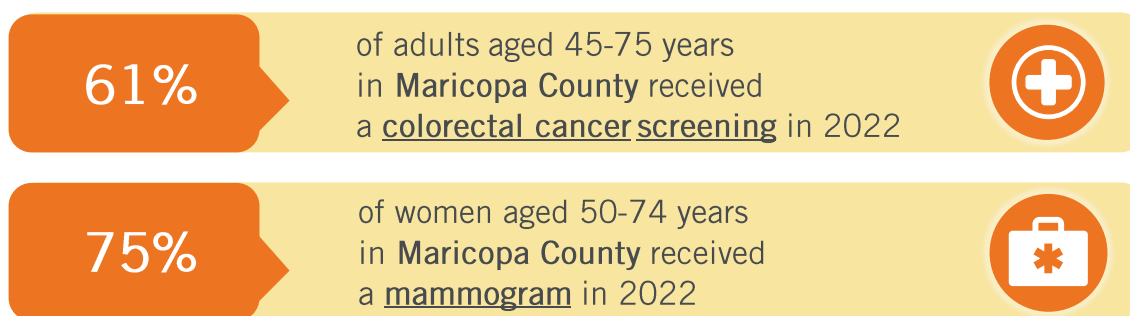 61%
of adults aged 45-75 years
in Maricopa County received
a colorectal cancer screening in 2022
75%
of women aged 50-74 years
in Maricopa County received
a mammogram in 2022